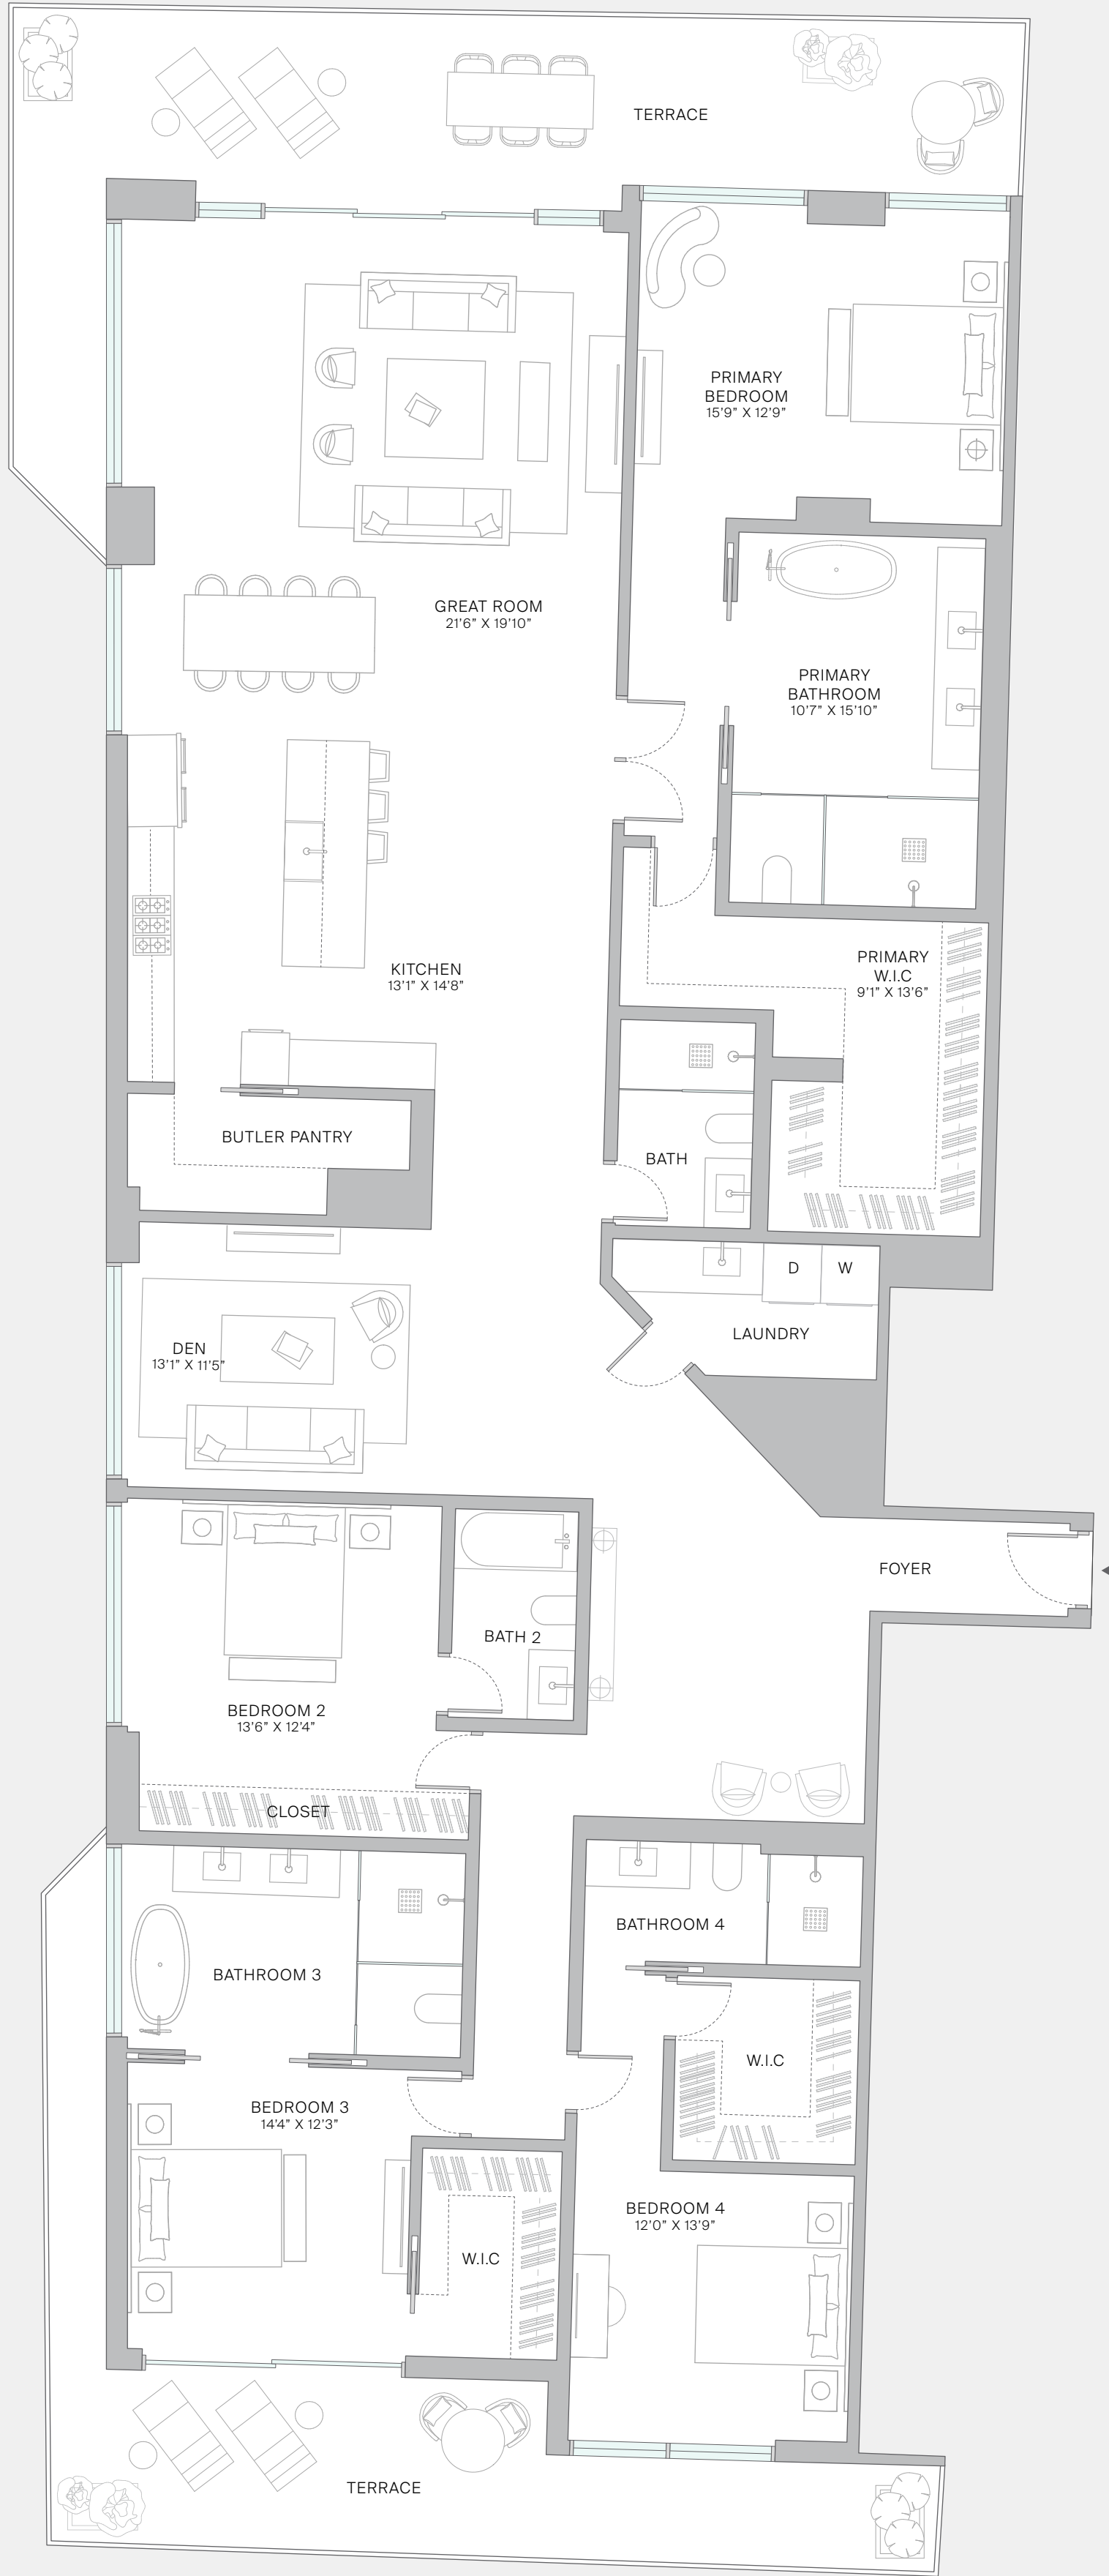 TERRACE
PRIMARY
BEDROOM
15'9" X 12'9"
GREAT ROOM
21'6" X 19'10"
PRIMARY
BATHROOM
10'7" X 15'10"
KITCHEN
13'1" X 14'8"
PRIMARY
W.I.C
9'1" X 13'6"
BUTLER PANTRY
BATH
D
W
LAUNDRY
DEN
13'1" X 11'5"
FOYER
BATH 2
BEDROOM 2
13'6" X 12'4"
CLOSET
BATHROOM 4
BATHROOM 3
W.I.C
BEDROOM 3
14'4" X 12'3"
BEDROOM 4
12'0" X 13'9"
W.I.C
TERRACE